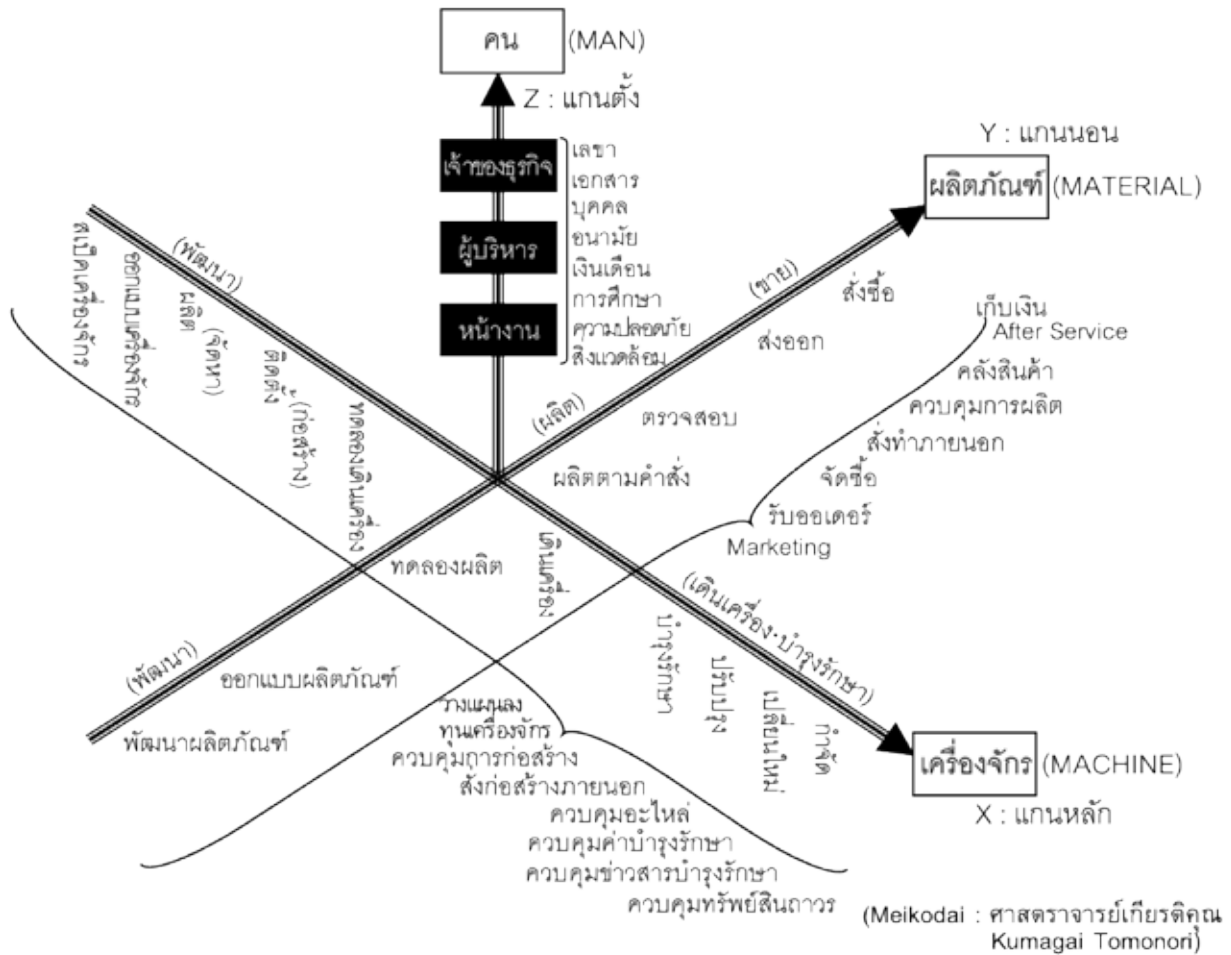 คน (MAN)
Z : แกนตั้ง
เจ้าของธุรกิจ
ผู้บริหาร
หน้างาน
เลขา
เอกสาร
บุคคล
อนามัย
เงินเดือน
การศึกษา
ความปลอดภัย
สิ่งแวดล้อม
Y : แกนนอน
ผลิตภัณฑ์ (MATERIAL)
(พัฒนา)
สเป็คเครื่องจักร
ออกแบบเครื่องจักร
ผลิต
(จัดหา)
ติดตั้ง
(ก่อสร้าง)
ทดลองเดินเครื่อง
(ขาย)
(ผลิต)
สั่งซื้อ
ส่งออก
ตรวจสอบ
ผลิตตามคำสั่ง
ทดลองผลิต
(พัฒนา)
ออกแบบผลิตภัณฑ์
พัฒนาผลิตภัณฑ์
เก็บเงิน
After Service
คลังสินค้า
ควบคุมการผลิต
สั่งทำภายนอก
จัดซื้อ
รับออเดอร์
Marketing
เดินเครื่อง
(เดินเครื่อง·บำรุงรักษา)
บำรุงรักษา
ปรับปรุง
เปลี่ยนใหม่
กำจัด
เครื่องจักร (MACHINE)
X : แกนหลัก
วางแผนลง
ทุนเครื่องจักร
ควบคุมการก่อสร้าง
สั่งก่อสร้างภายนอก
ควบคุมอะไหล่
ควบคุมค่าบำรุงรักษา
ควบคุมข่าวสารบำรุงรักษา
ควบคุมทรัพย์สินถาวร
(Meikodai : ศาสตราจารย์เกียรติคุณ
Kumagai Tomonori)